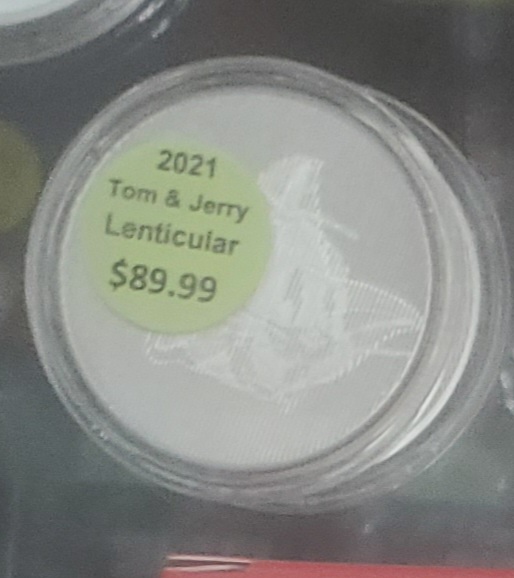 2021
Tom & Jerry
Lenticular
$89.99